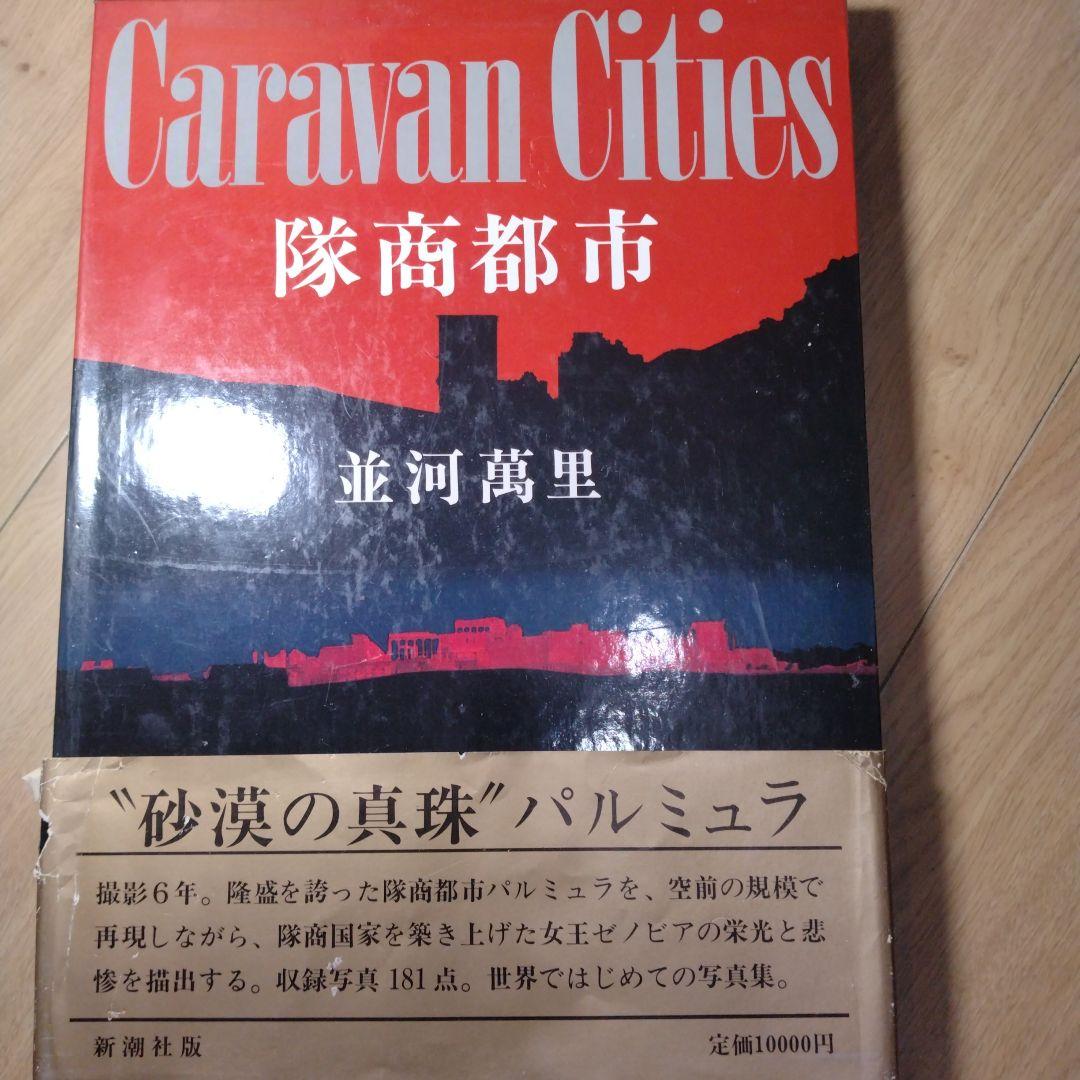 Caravan Cities
隊商都市
並河萬里
〝砂漠の真珠〟パルミュラ
撮影6年。隆盛を誇った隊商都市パルミュラを、空前の規模で
再現しながら、隊商国家を築き上げた女王ゼノビアの栄光と悲
惨を描出する。収録写真181点。世界ではじめての写真集。
新潮社版 定価10000円